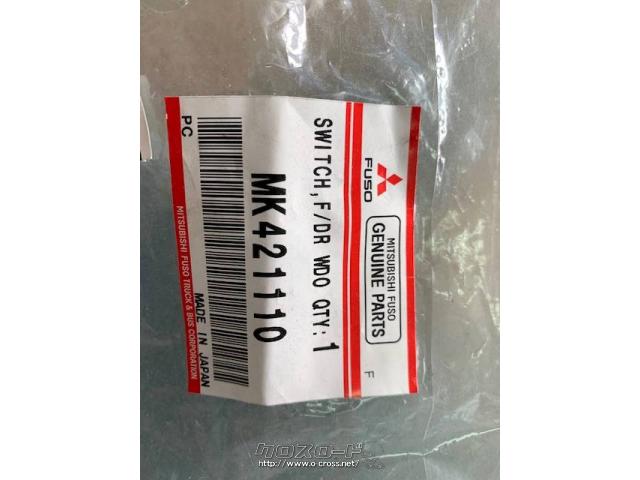 FUSO
MITSUBISHI FUSO
GENUINE PARTS
F
SWITCH,F/DR WDO QTY: 1
MK421110
PC
MADE IN JAPAN
MITSUBISHI FUSO TRUCK & BUS CORPORATION
クロスロード
http://www.o-cross.net/